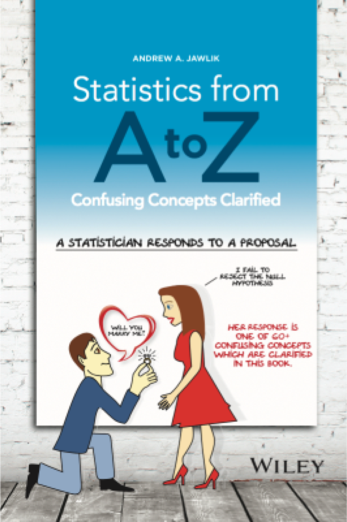 ANDREW A. JAWLIK
Statistics from
A to Z
Confusing Concepts Clarified
A STATISTICIAN RESPONDS TO A PROPOSAL
I FAIL TO
REJECT THE NULL
HYPOTHESIS
WILL YOU
MARRY ME?
HER RESPONSE IS
ONE OF 60+
CONFUSING CONCEPTS
WHICH ARE CLARIFIED
IN THIS BOOK.
WILEY